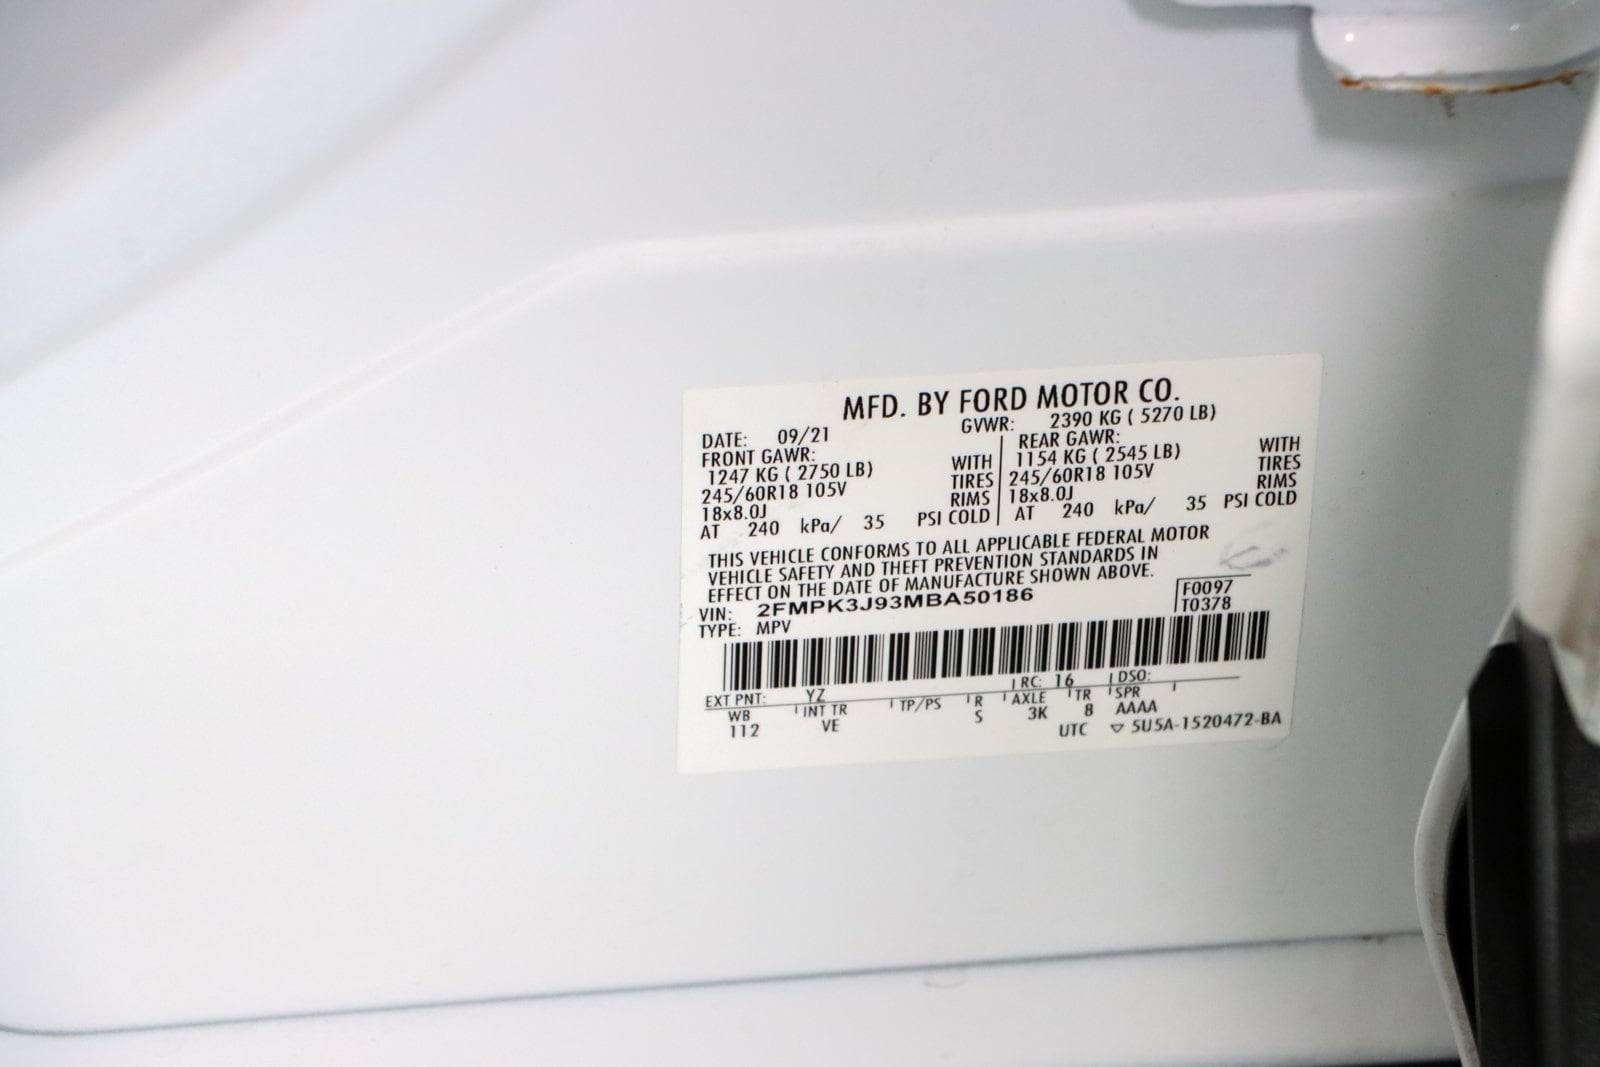 MFD. BY FORD MOTOR CO.
DATE: 09/21 GVWR: 2390 KG ( 5270 LB)
FRONT GAWR: REAR GAWR:
1247 KG ( 2750 LB) WITH 1154 KG ( 2545 LB) WITH
245/60R18 105V TIRES 245/60R18 105V TIRES
18x8.0J RIMS 18x8.0J RIMS
AT 240 kPa/ 35 PSI COLD AT 240 kPa/ 35 PSI COLD
THIS VEHICLE CONFORMS TO ALL APPLICABLE FEDERAL MOTOR
VEHICLE SAFETY AND THEFT PREVENTION STANDARDS IN
EFFECT ON THE DATE OF MANUFACTURE SHOWN ABOVE.
VIN: 2FMPK3J93MBA50186 F0097
TYPE: MPV T0378
EXT PNT: YZ RC: 16 DSO:
WB INT TR TP/PS R AXLE TR SPR
112 VE S 3K 8 AAAA
UTC ▽ 5U5A-1520472-BA